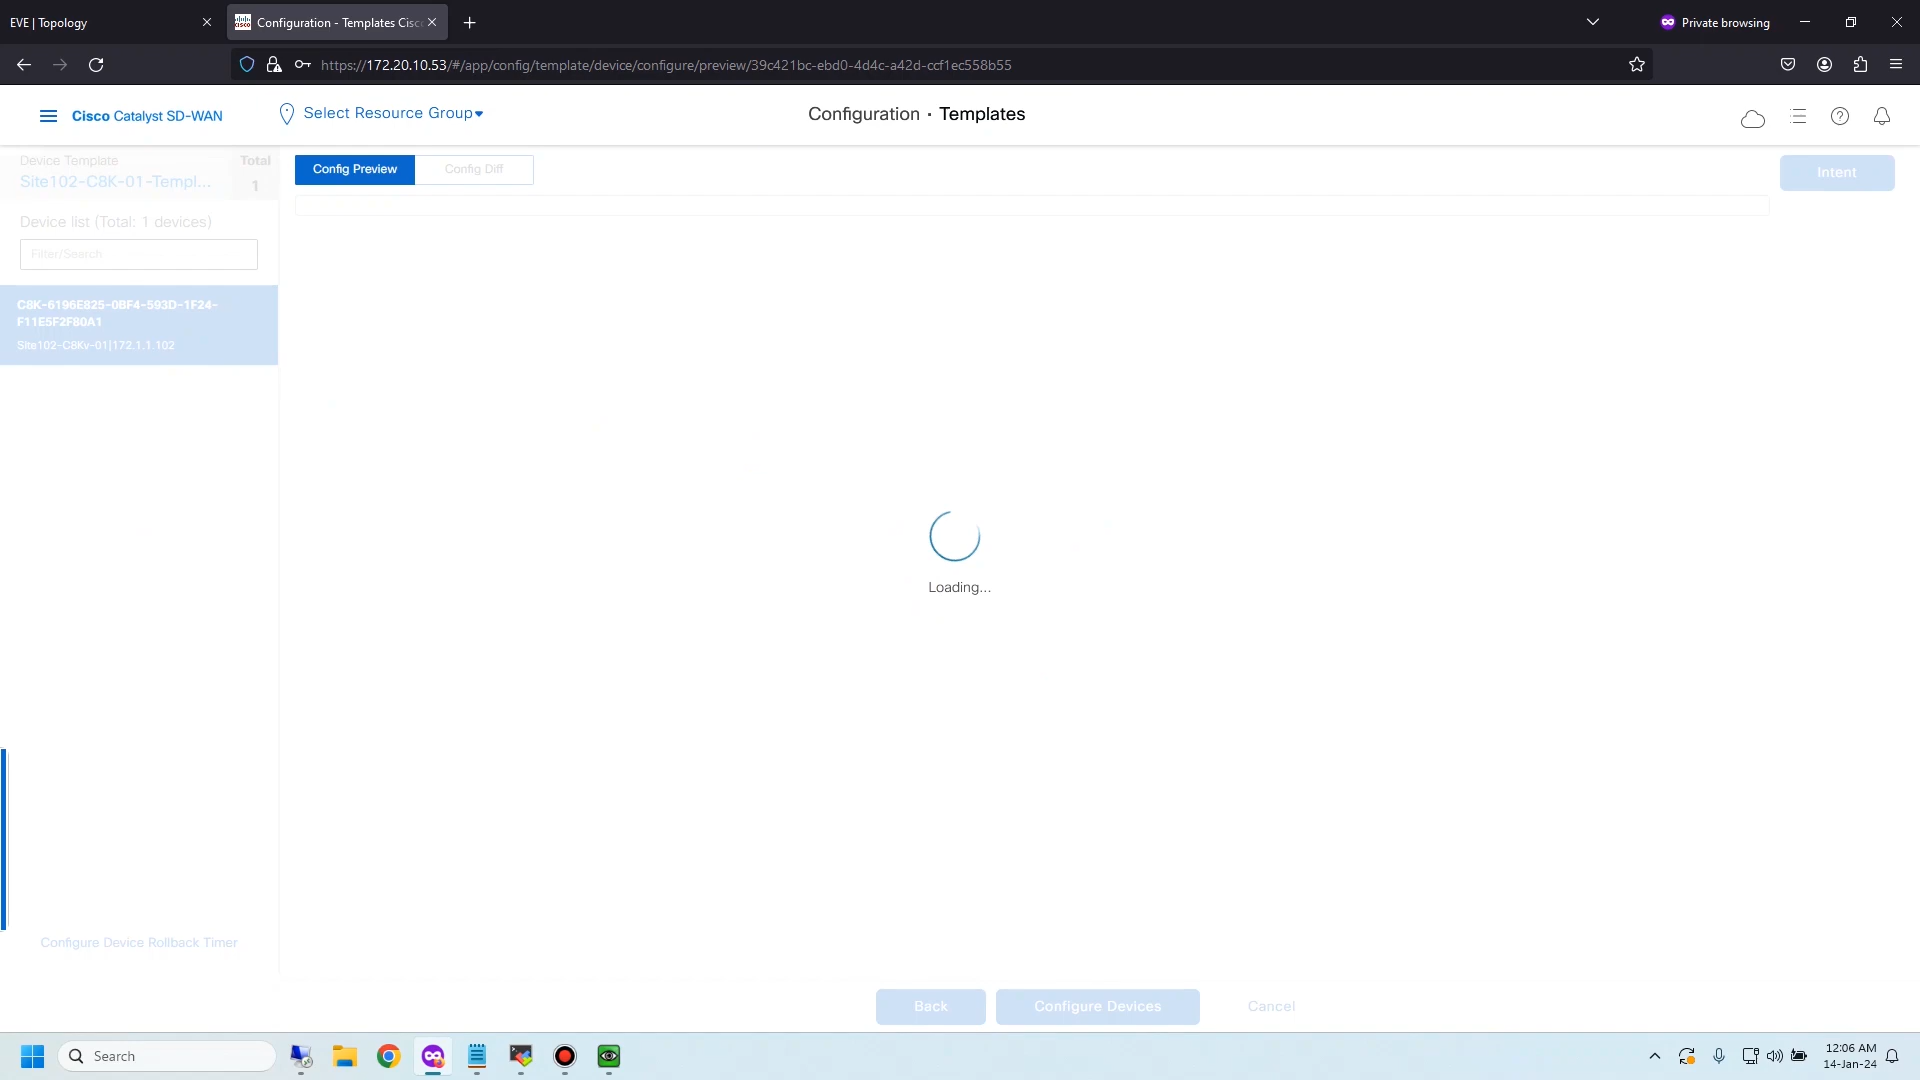 EVE | Topology
Configuration - Templates Cisc
Private browsing
https://172.20.10.53/#/app/config/template/device/configure/preview/39c421bc-ebd0-4d4c-a42d-ccf1ec558b55
Cisco Catalyst SD-WAN
Select Resource Group
Configuration · Templates
Device Template
Total
Site102-C8K-01-Templ...
1
Config Preview
Config Diff
Intent
Device list (Total: 1 devices)
Filter/Search
C8K-6196E825-0BF4-593D-1F24-
F11E5F2F80A1
Site102-C8Kv-01|172.1.1.102
Loading...
Configure Device Rollback Timer
Back
Configure Devices
Cancel
Search
12:06 AM
14-Jan-24